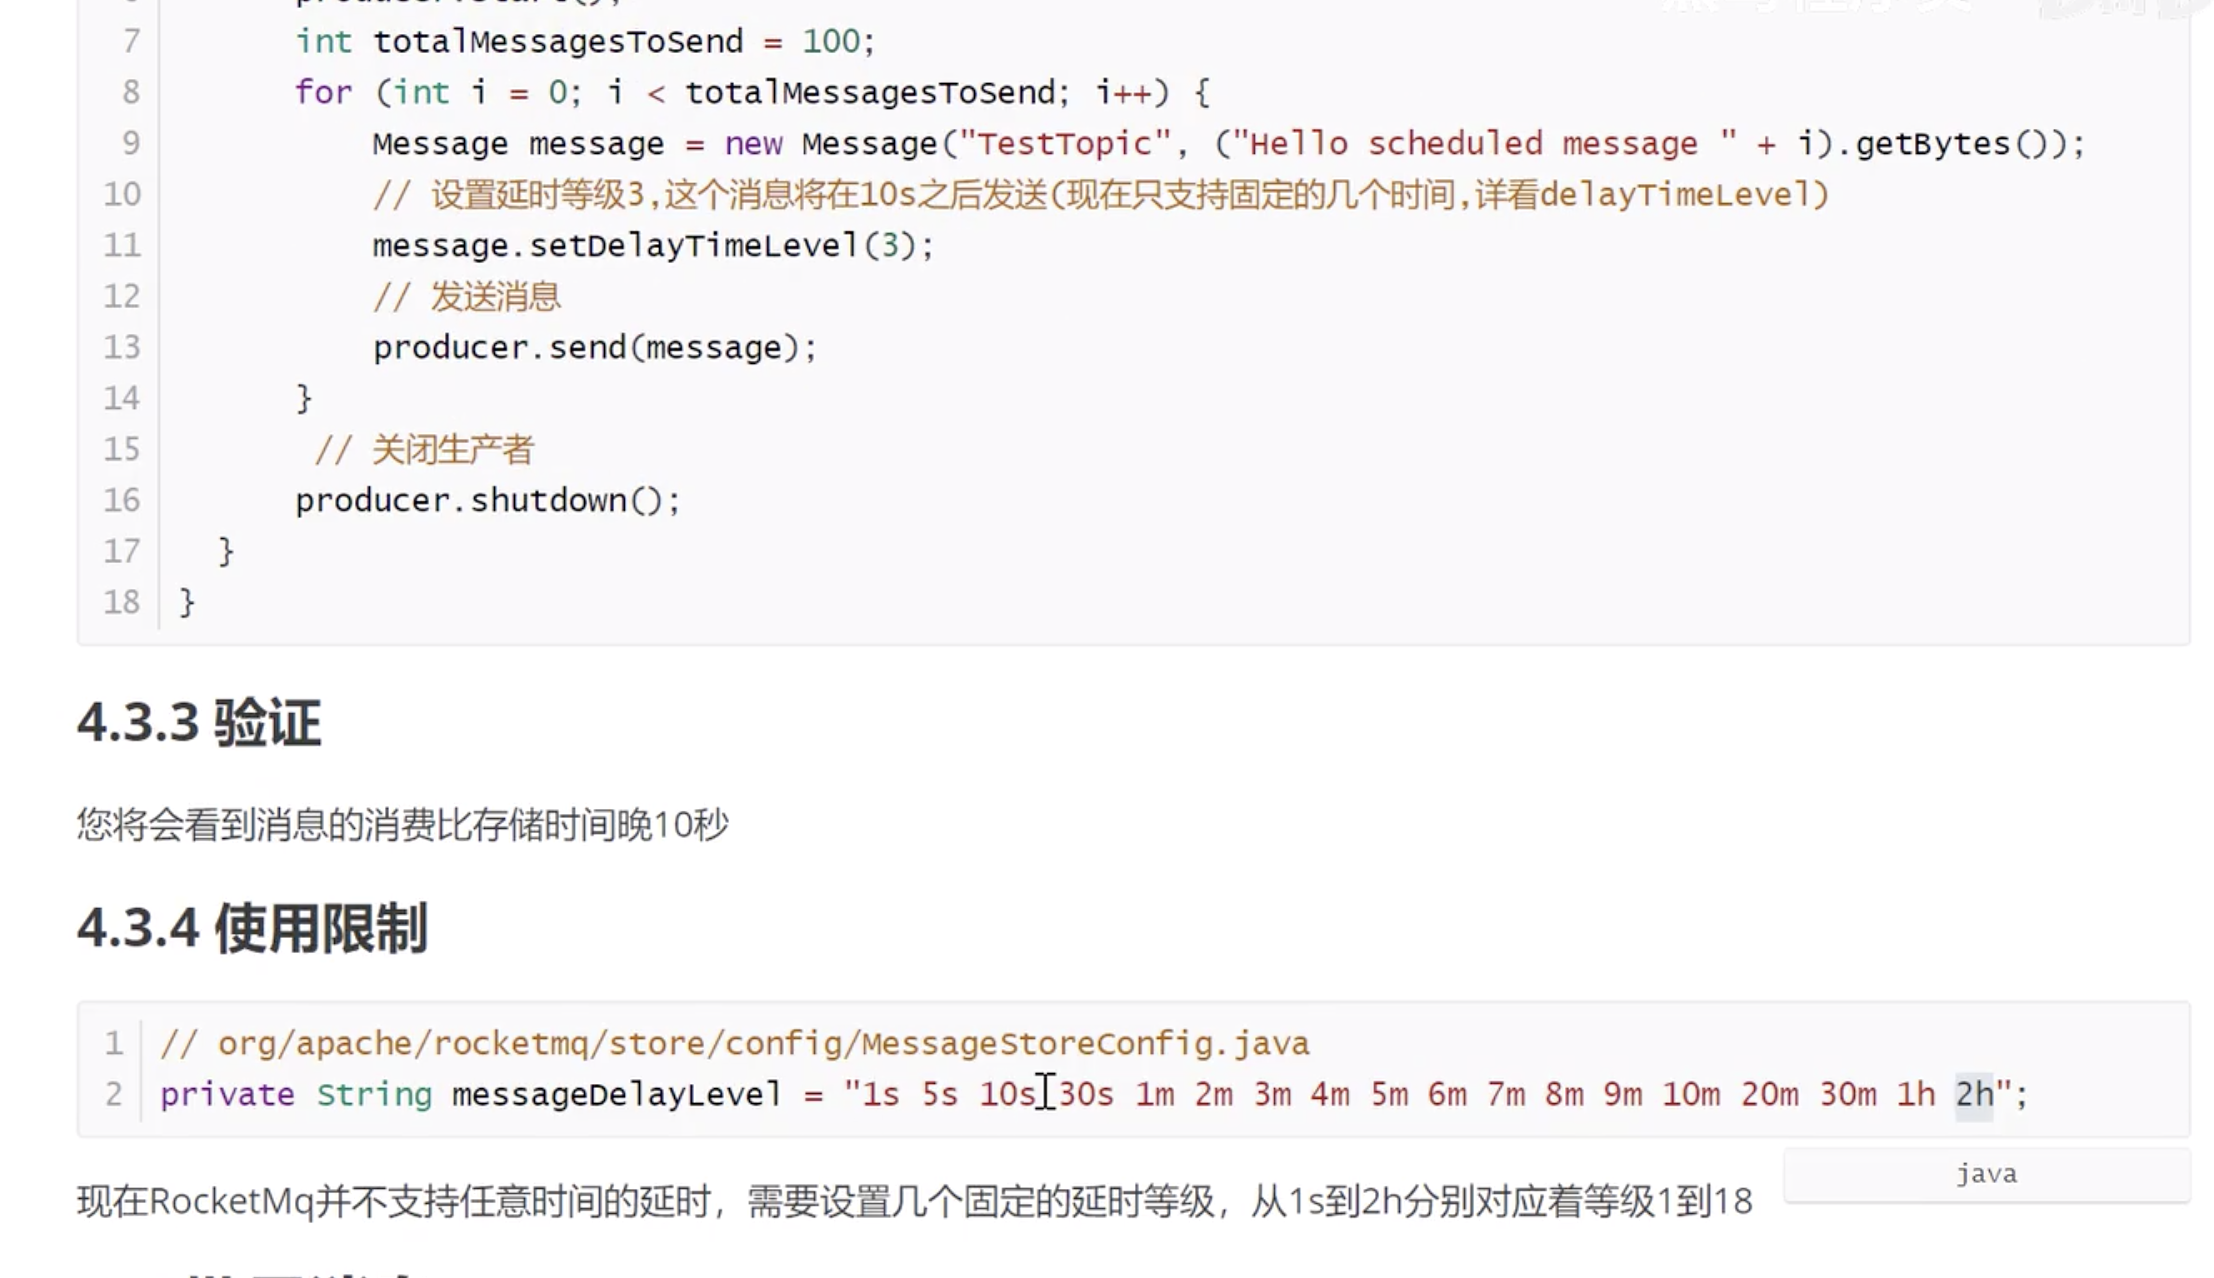 7 int totalMessagesToSend = 100;
8 for (int i = 0; i < totalMessagesToSend; i++) {
9 Message message = new Message("TestTopic", ("Hello scheduled message " + i).getBytes());
10 // 设置延时等级3,这个消息将在10s之后发送(现在只支持固定的几个时间,详看delayTimeLevel)
11 message.setDelayTimeLevel(3);
12 // 发送消息
13 producer.send(message);
14 }
15 // 关闭生产者
16 producer.shutdown();
17 }
18 }
4.3.3 验证
您将会看到消息的消费比存储时间晚10秒
4.3.4 使用限制
1 // org/apache/rocketmq/store/config/MessageStoreConfig.java
2 private String messageDelayLevel = "1s 5s 10s 30s 1m 2m 3m 4m 5m 6m 7m 8m 9m 10m 20m 30m 1h 2h";
java
现在RocketMq并不支持任意时间的延时，需要设置几个固定的延时等级，从1s到2h分别对应着等级1到18